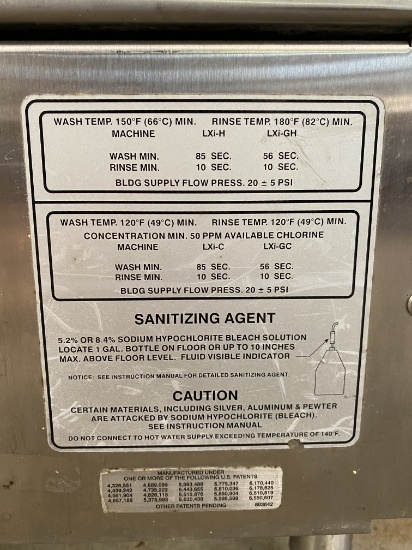 WASH TEMP. 150°F (66°C) MIN. RINSE TEMP. 180°F (82°C) MIN.
MACHINE LXi-H LXi-GH
WASH MIN. 85 SEC. 56 SEC.
RINSE MIN. 10 SEC. 10 SEC.
BLDG SUPPLY FLOW PRESS. 20 ± 5 PSI
WASH TEMP. 120°F (49°C) MIN. RINSE TEMP. 120°F (49°C) MIN.
CONCENTRATION MIN. 50 PPM AVAILABLE CHLORINE
MACHINE LXi-C LXi-GC
WASH MIN. 85 SEC. 56 SEC.
RINSE MIN. 10 SEC. 10 SEC.
BLDG SUPPLY FLOW PRESS. 20 ± 5 PSI
SANITIZING AGENT
5.2% OR 8.4% SODIUM HYPOCHLORITE BLEACH SOLUTION
LOCATE 1 GAL. BOTTLE ON FLOOR OR UP TO 10 INCHES
MAX. ABOVE FLOOR LEVEL. FLUID VISIBLE INDICATOR
NOTICE: SEE INSTRUCTION MANUAL FOR DETAILED SANITIZING AGENT.
CAUTION
CERTAIN MATERIALS, INCLUDING SILVER, ALUMINUM & PEWTER
ARE ATTACKED BY SODIUM HYPOCHLORITE (BLEACH).
SEE INSTRUCTION MANUAL
DO NOT CONNECT TO HOT WATER SUPPLY EXCEEDING TEMPERATURE OF 140°F.
MANUFACTURED UNDER
ONE OR MORE OF THE FOLLOWING U.S. PATENTS
OTHER PATENTS PENDING